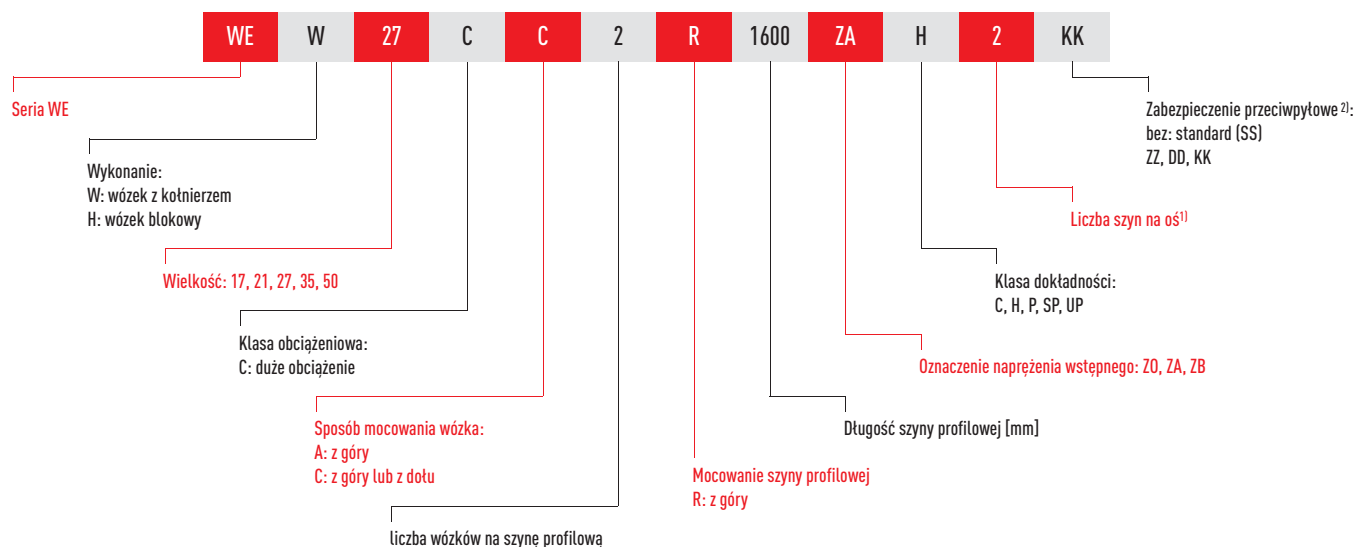 WE W 27 C C 2 R 1600 ZA H 2 KK
Seria WE
Wykonanie:
W: wózek z kołnierzem
H: wózek blokowy
Wielkość: 17, 21, 27, 35, 50
Klasa obciążeniowa:
C: duże obciążenie
Sposób mocowania wózka:
A: z góry
C: z góry lub z dołu
liczba wózków na szynę profilową
Mocowanie szyny profilowej
R: z góry
Długość szyny profilowej [mm]
Oznaczenie naprężenia wstępnego: Z0, ZA, ZB
Klasa dokładności:
C, H, P, SP, UP
Liczba szyn na oś1)
Zabezpieczenie przeciwpyłowe 2):
bez: standard (SS)
ZZ, DD, KK